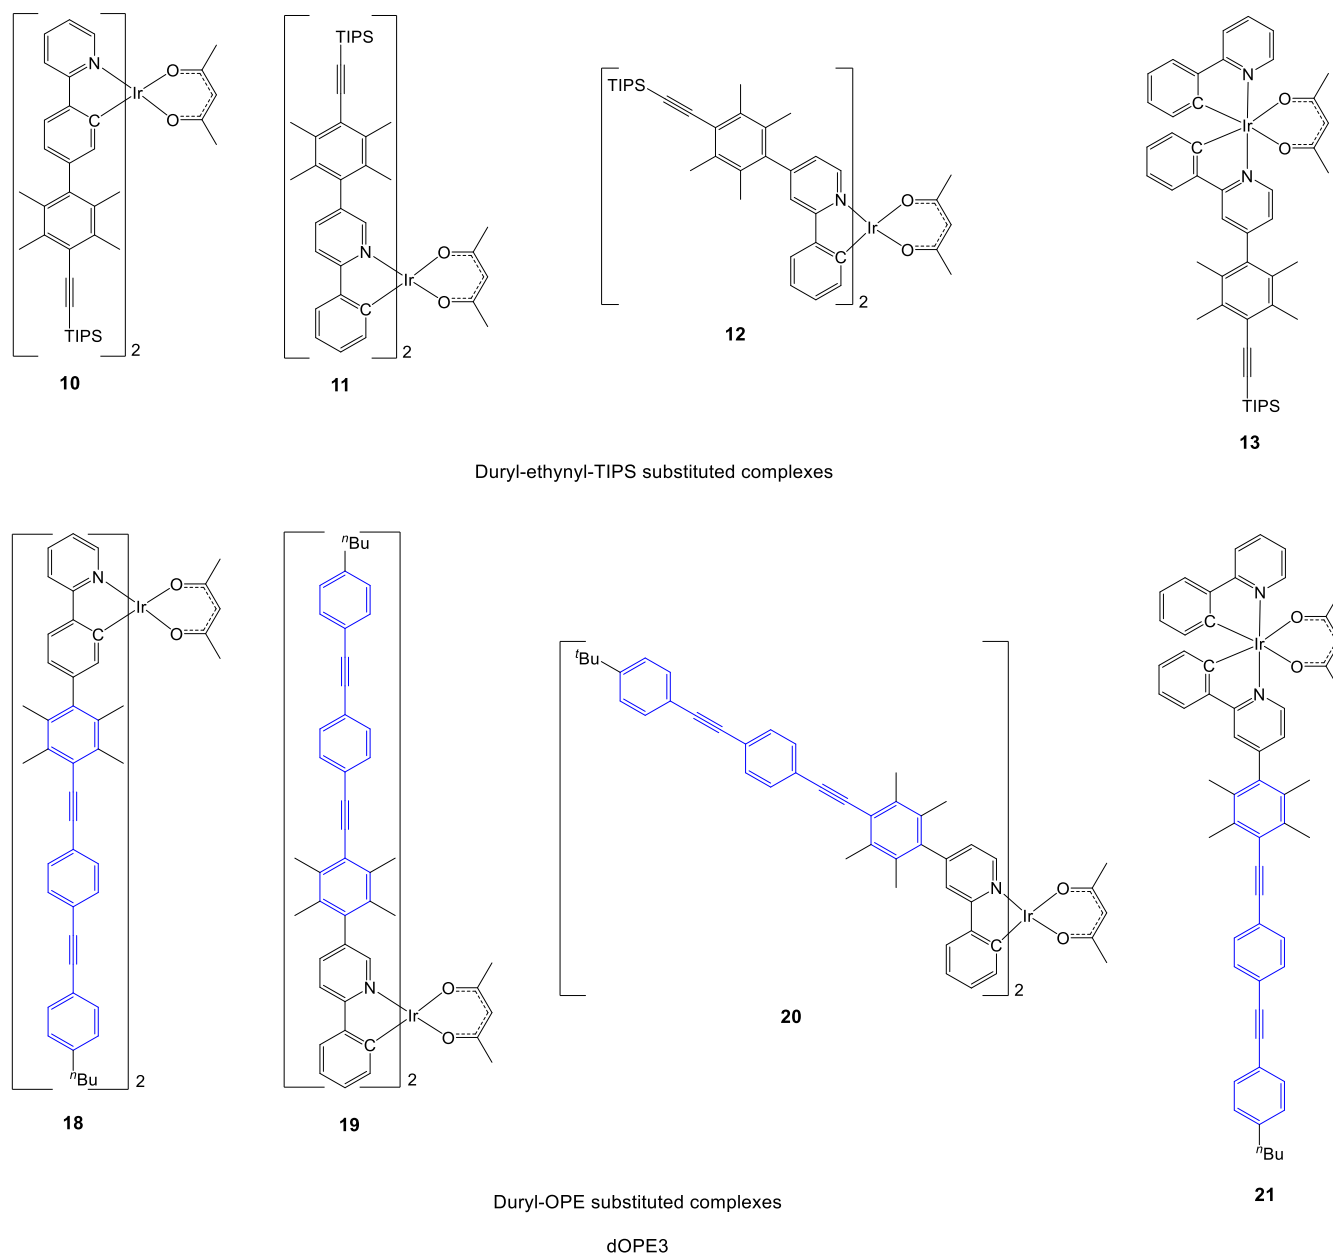 N
C
Ir
O
O
TIPS
2
10
TIPS
N
C
Ir
O
O
2
11
TIPS
N
C
Ir
O
O
2
12
N
C
Ir
O
O
C
N
TIPS
13
Duryl-ethynyl-TIPS substituted complexes
N
C
Ir
O
O
nBu
2
18
nBu
N
C
Ir
O
O
2
19
tBu
N
C
Ir
O
O
2
20
N
C
Ir
O
O
C
N
nBu
21
Duryl-OPE substituted complexes
dOPE3